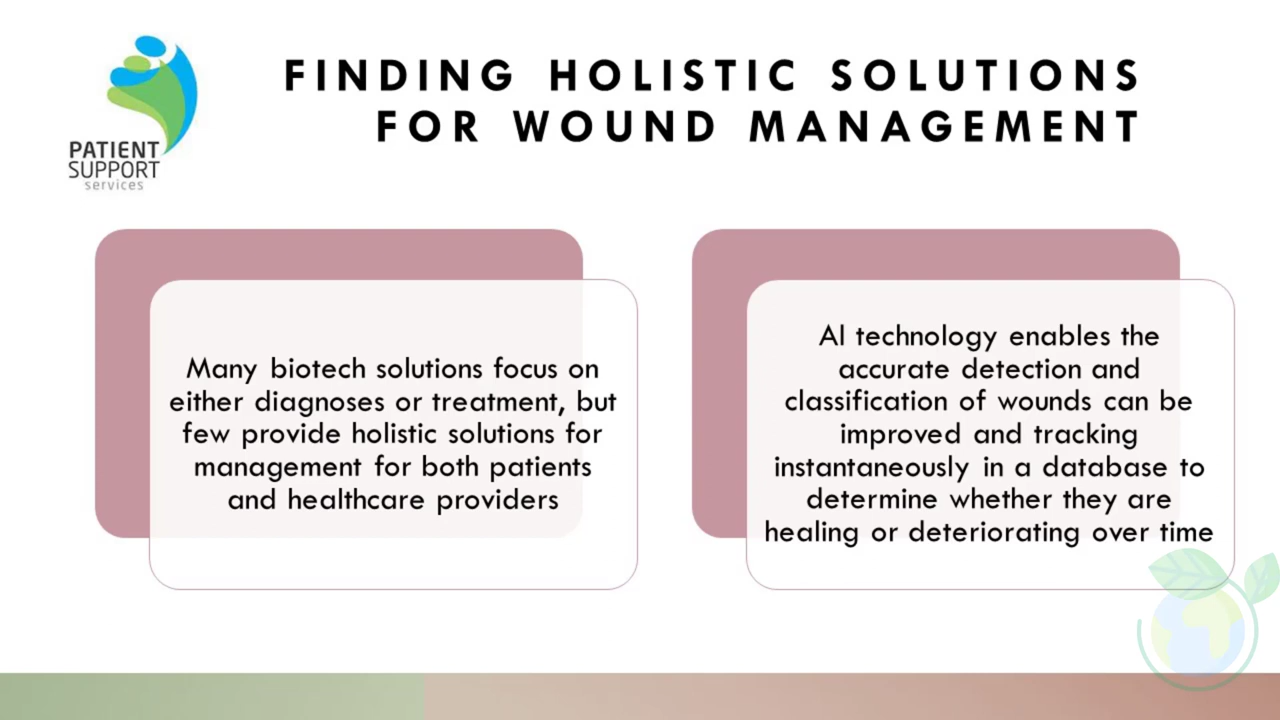 PATIENT
SUPPORT
services
FINDING HOLISTIC SOLUTIONS
FOR WOUND MANAGEMENT
Many biotech solutions focus on
either diagnoses or treatment, but
few provide holistic solutions for
management for both patients
and healthcare providers
AI technology enables the
accurate detection and
classification of wounds can be
improved and tracking
instantaneously in a database to
determine whether they are
healing or deteriorating over time